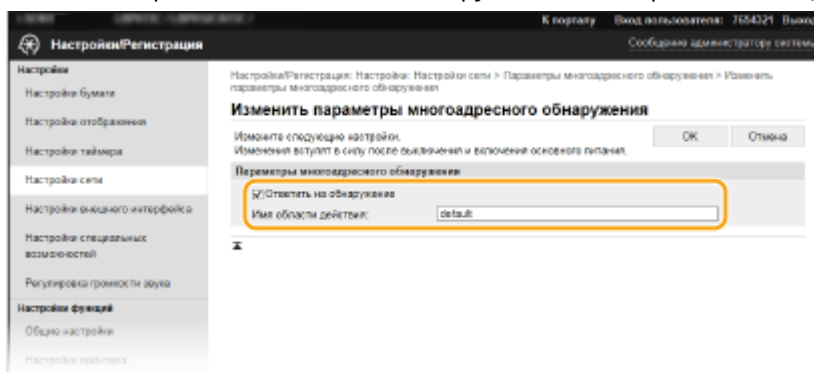 К порталу Вход пользователя: 7654321 Выход
Настройки/Регистрация
Сообщение администратору системы
Настройки
Настройки бумаги
Настройки отображения
Настройки таймера
Настройки сети
Настройки внешнего интерфейса
Настройки специальных
возможностей
Регулировка громкости звука
Настройки функций
Общие настройки
Настройки принтера
Настройки/Регистрация: Настройки: Настройки сети > Параметры многоадресного обнаружения > Изменить
параметры многоадресного обнаружения
Изменить параметры многоадресного обнаружения
Измените следующие настройки.
Изменения вступят в силу после выключения и включения основного питания.
OK Отмена
Параметры многоадресного обнаружения
Ответить на обнаружение
Имя области действия: default